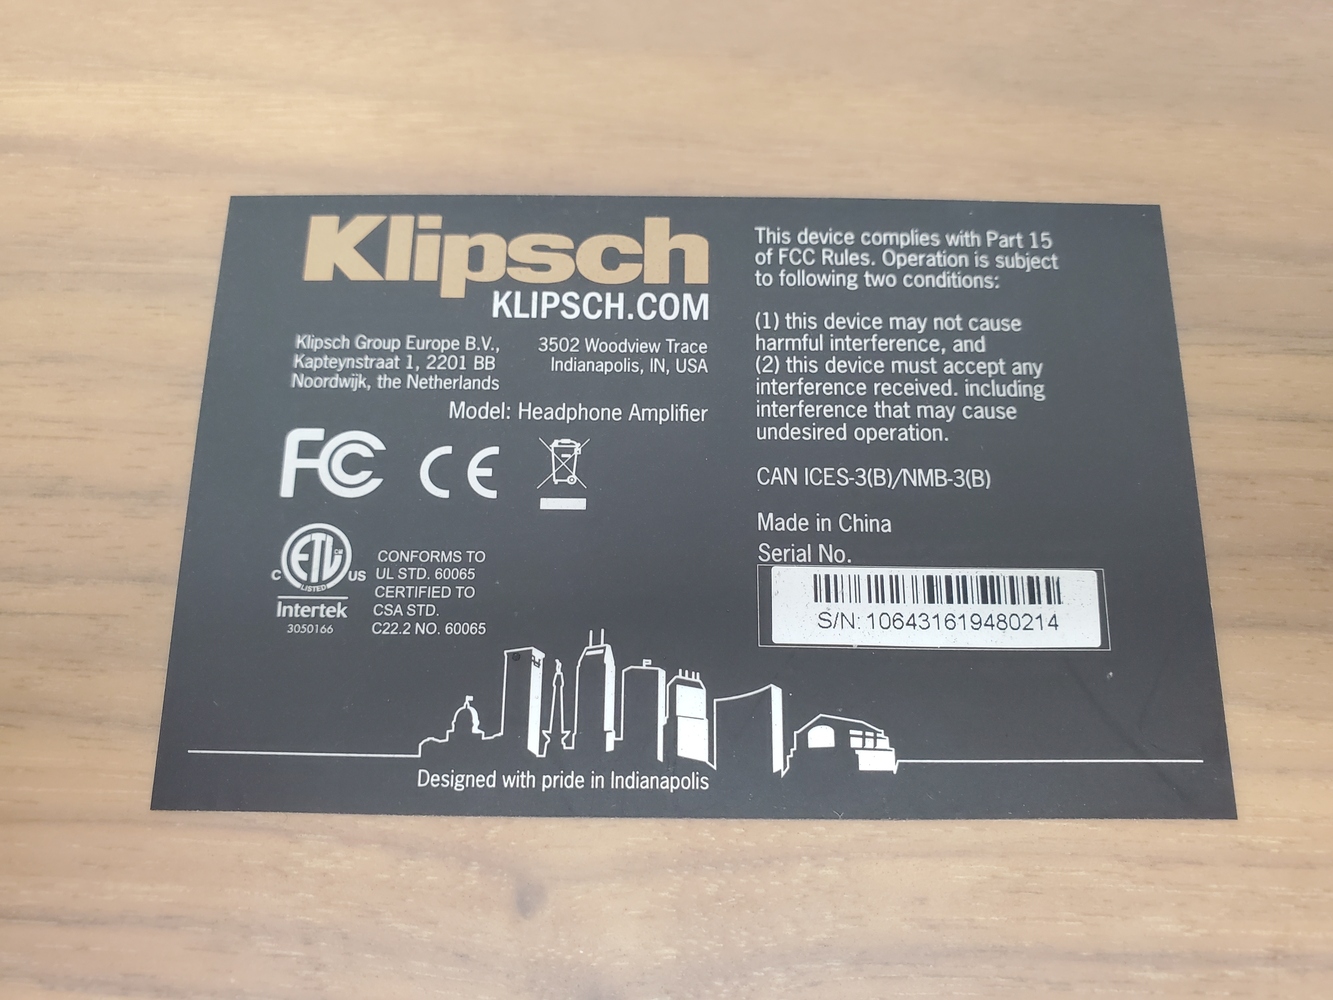 Klipsch
KLIPSCH.COM
Klipsch Group Europe B.V.,
Kapteynstraat 1, 2201 BB
Noordwijk, the Netherlands
3502 Woodview Trace
Indianapolis, IN, USA
Model: Headphone Amplifier
FC CE
C ETL CM US
LISTED
Intertek
3050166
CONFORMS TO
UL STD. 60065
CERTIFIED TO
CSA STD.
C22.2 NO. 60065
This device complies with Part 15
of FCC Rules. Operation is subject
to following two conditions:
(1) this device may not cause
harmful interference, and
(2) this device must accept any
interference received. including
interference that may cause
undesired operation.
CAN ICES-3(B)/NMB-3(B)
Made in China
Serial No.
S/N: 106431619480214
Designed with pride in Indianapolis